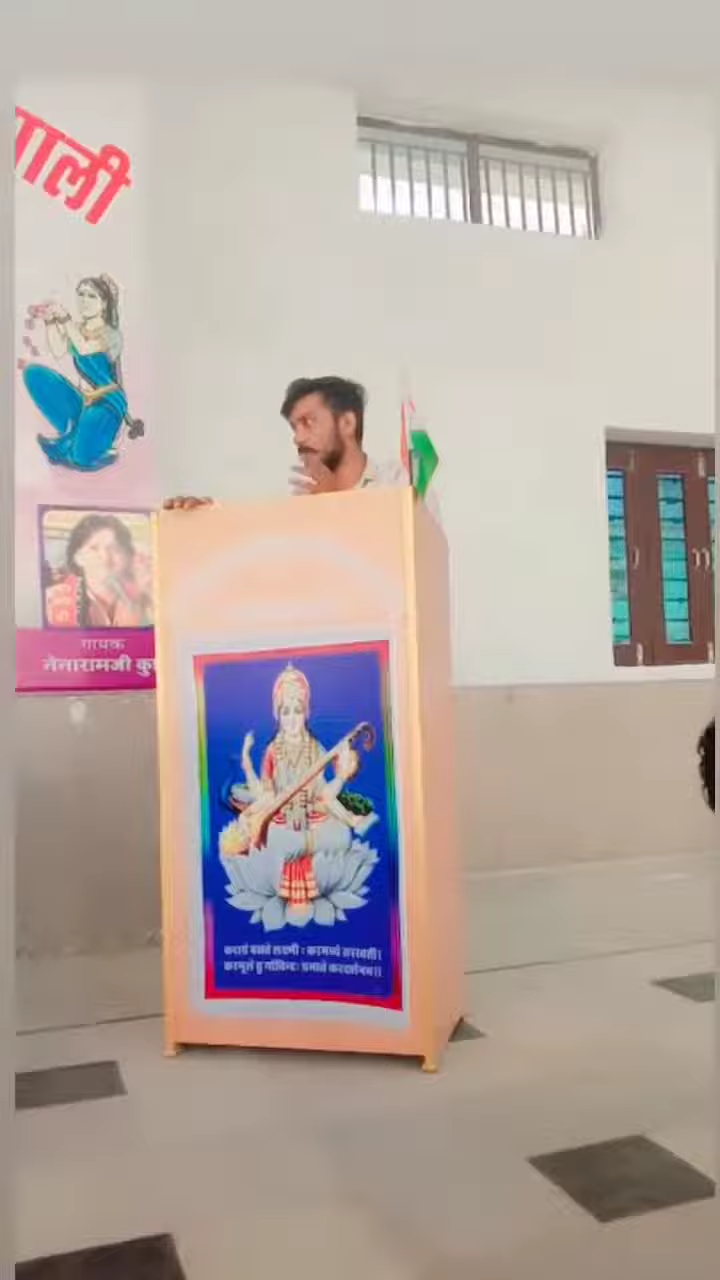 पाली
गायक
नेनारामजी
कराग्रे वसते लक्ष्मी : करमध्ये सरस्वती।
करमूले तु गोविन्दः प्रभाते करदर्शनम्।।